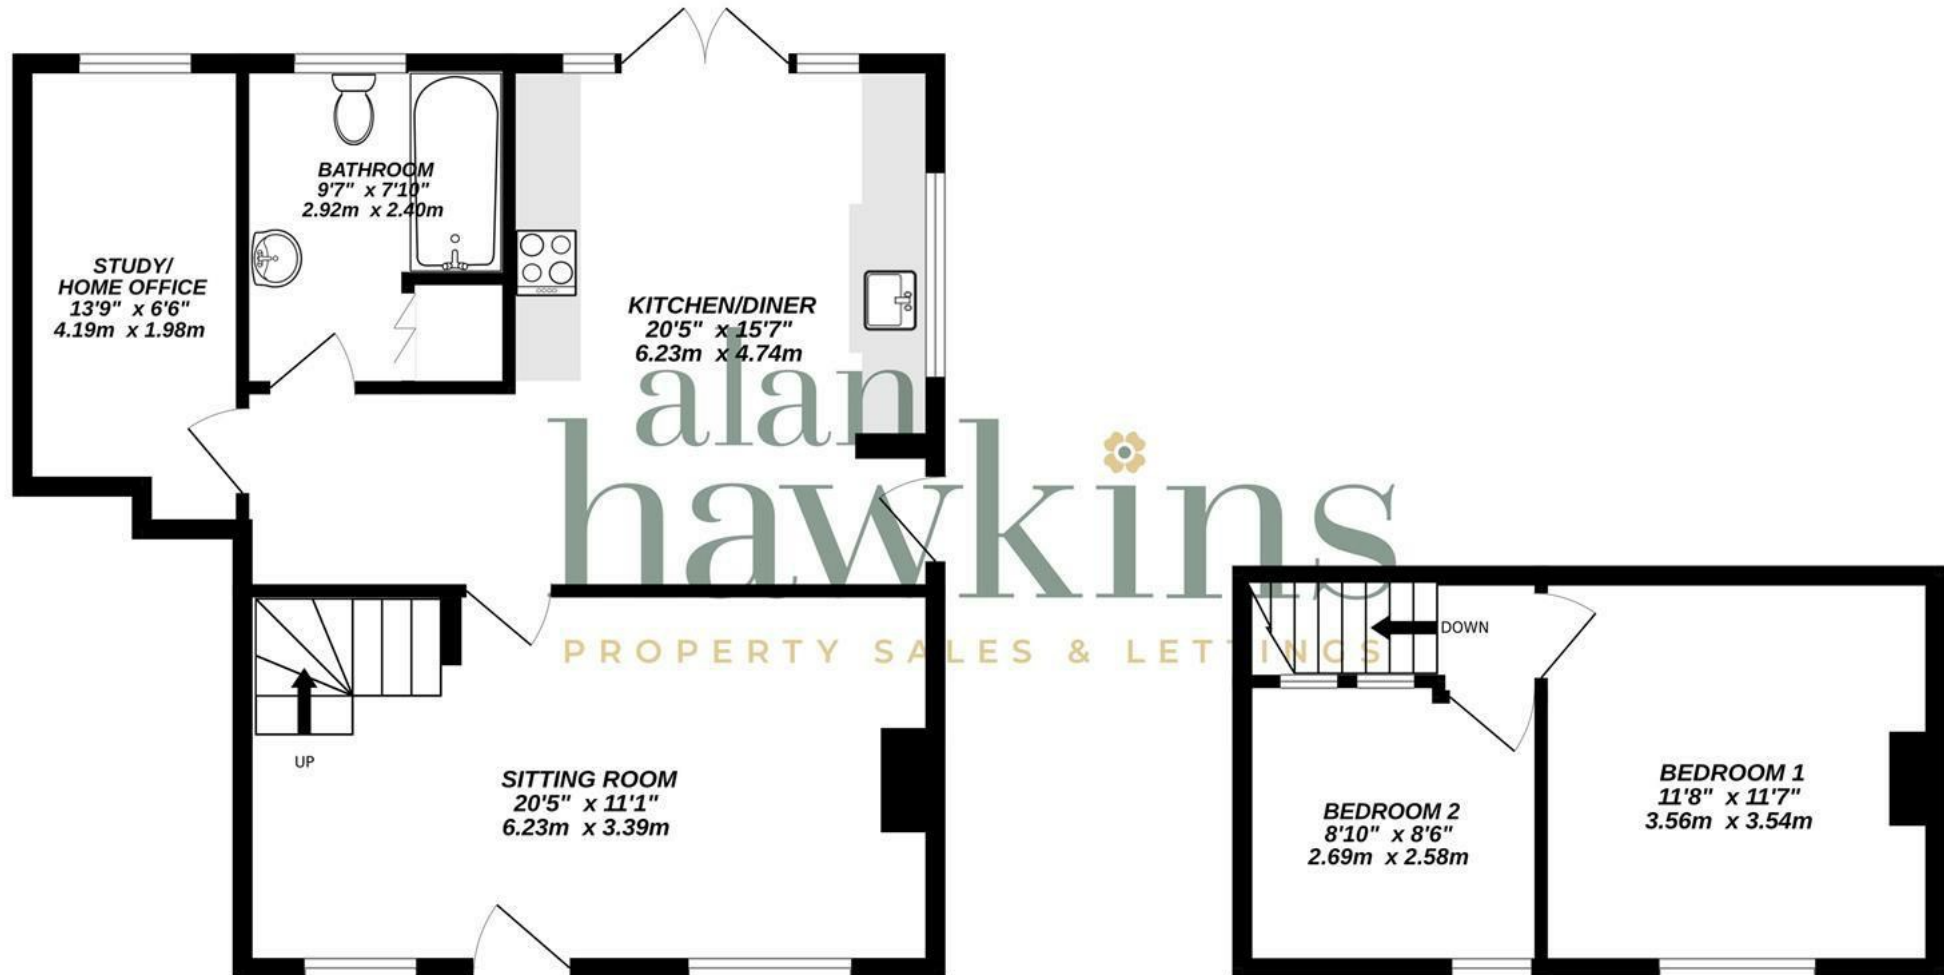 BATHROOM
9'7" x 7'10"
2.92m x 2.40m
STUDY/
HOME OFFICE
13'9" x 6'6"
4.19m x 1.98m
KITCHEN/DINER
20'5" x 15'7"
6.23m x 4.74m
alan
hawkins
PROPERTY SALES & LETTINGS
UP
SITTING ROOM
20'5" x 11'1"
6.23m x 3.39m
DOWN
BEDROOM 1
11'8" x 11'7"
3.56m x 3.54m
BEDROOM 2
8'10" x 8'6"
2.69m x 2.58m